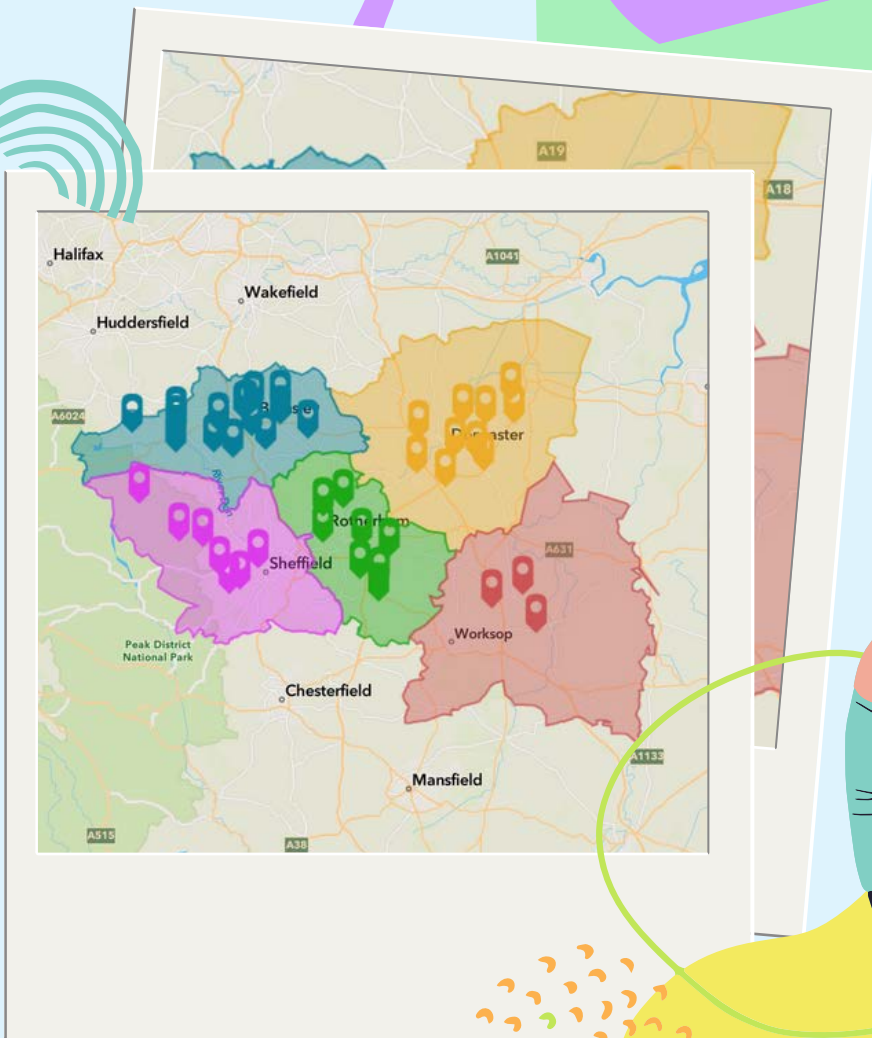 A19
A18
Halifax
A1041
Wakefield
Huddersfield
A6024
Rotherham
A631
Sheffield
Worksop
Peak District
National Park
Chesterfield
A1133
Mansfield
A515
A38